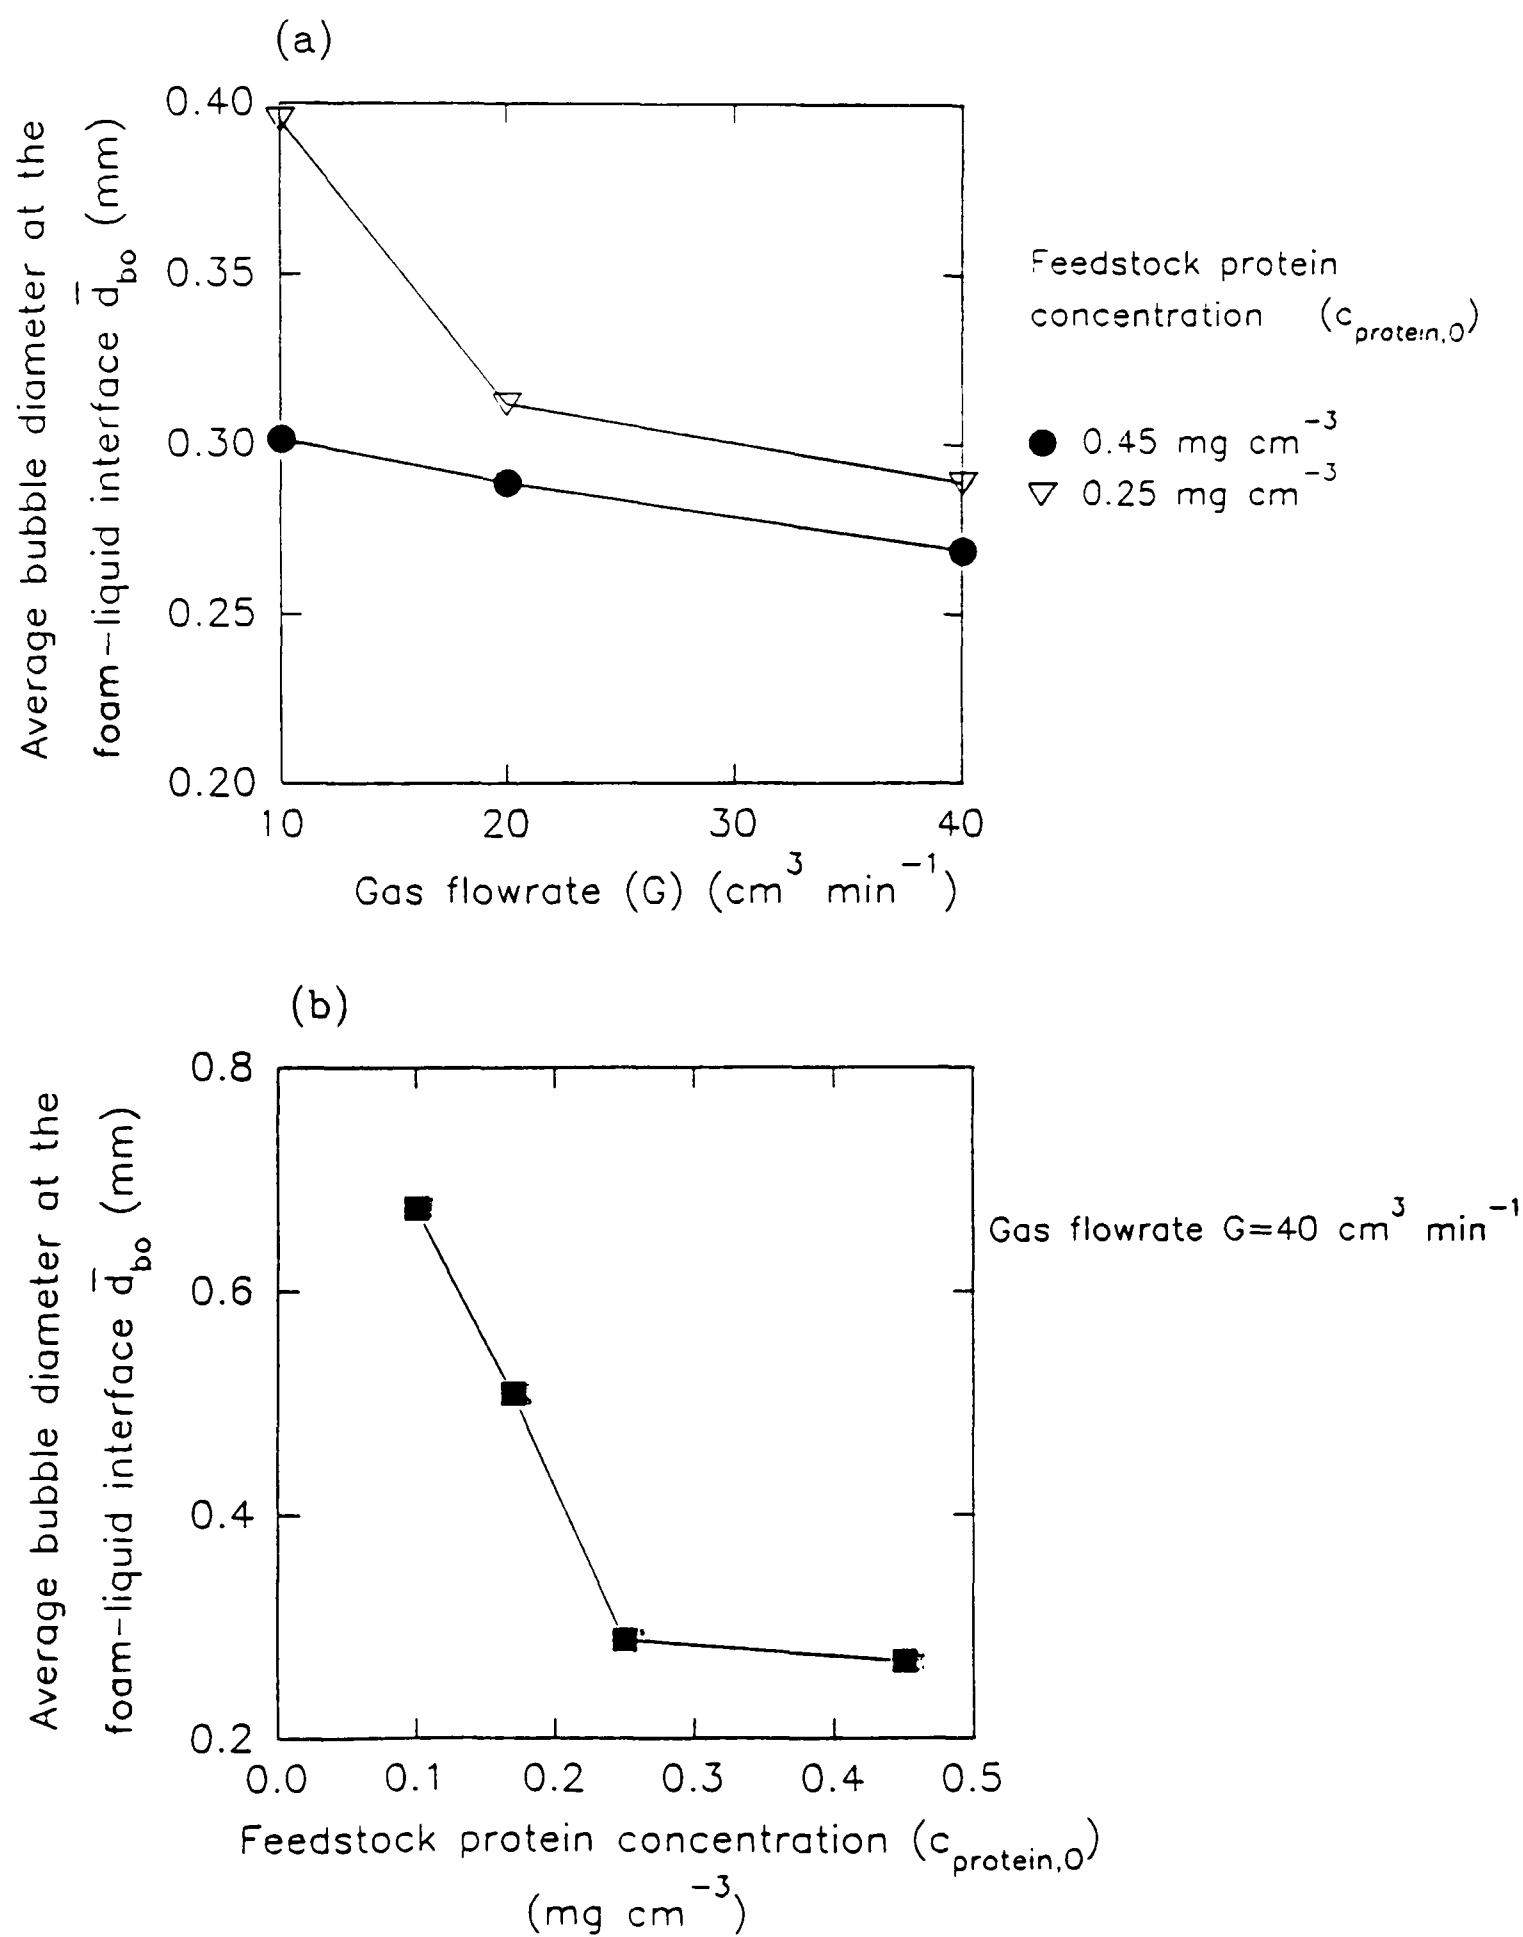 (a)
Average bubble diameter at the
foam-liquid interface d̅bo (mm)
0.40
0.35
0.30
0.25
0.20
10 20 30 40
Gas flowrate (G) (cm³ min⁻¹)
Feedstock protein
concentration (cprotein,0)
0.45 mg cm⁻³
0.25 mg cm⁻³
(b)
Average bubble diameter at the
foam-liquid interface d̅bo (mm)
0.8
0.6
0.4
0.2
0.0 0.1 0.2 0.3 0.4 0.5
Feedstock protein concentration (cprotein,0)
(mg cm⁻³)
Gas flowrate G=40 cm³ min⁻¹